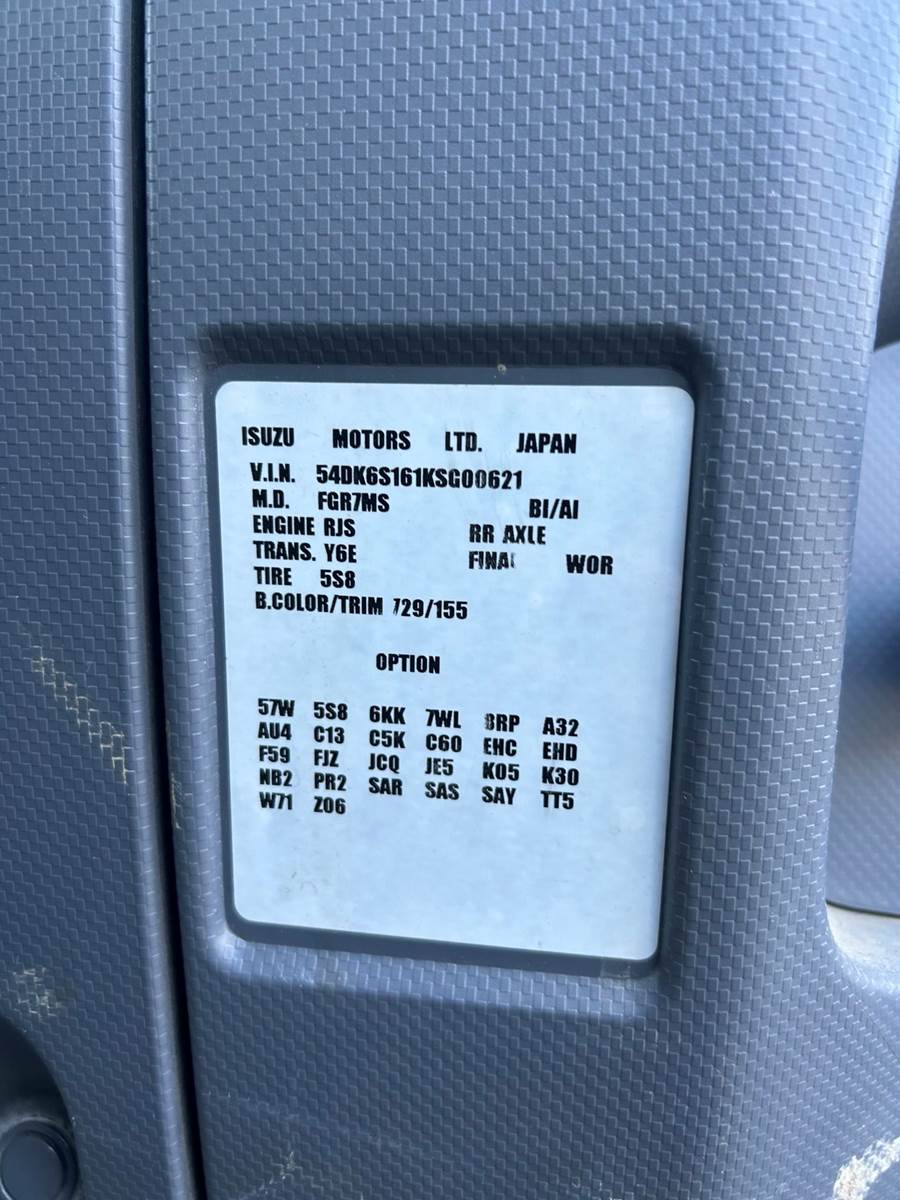 ISUZU MOTORS LTD. JAPAN
V.I.N. 54DK6S161KSG00621
M.D. FGR7MS BI/AI
ENGINE RJS RR AXLE
TRANS. Y6E FINAL WOR
TIRE 5S8
B.COLOR/TRIM 729/155
OPTION
57W 5S8 6KK 7WL 8RP A32
AU4 C13 C5K C60 EHC EHD
F59 FJZ JCQ JE5 K05 K30
NB2 PR2 SAR SAS SAY TT5
W71 Z06